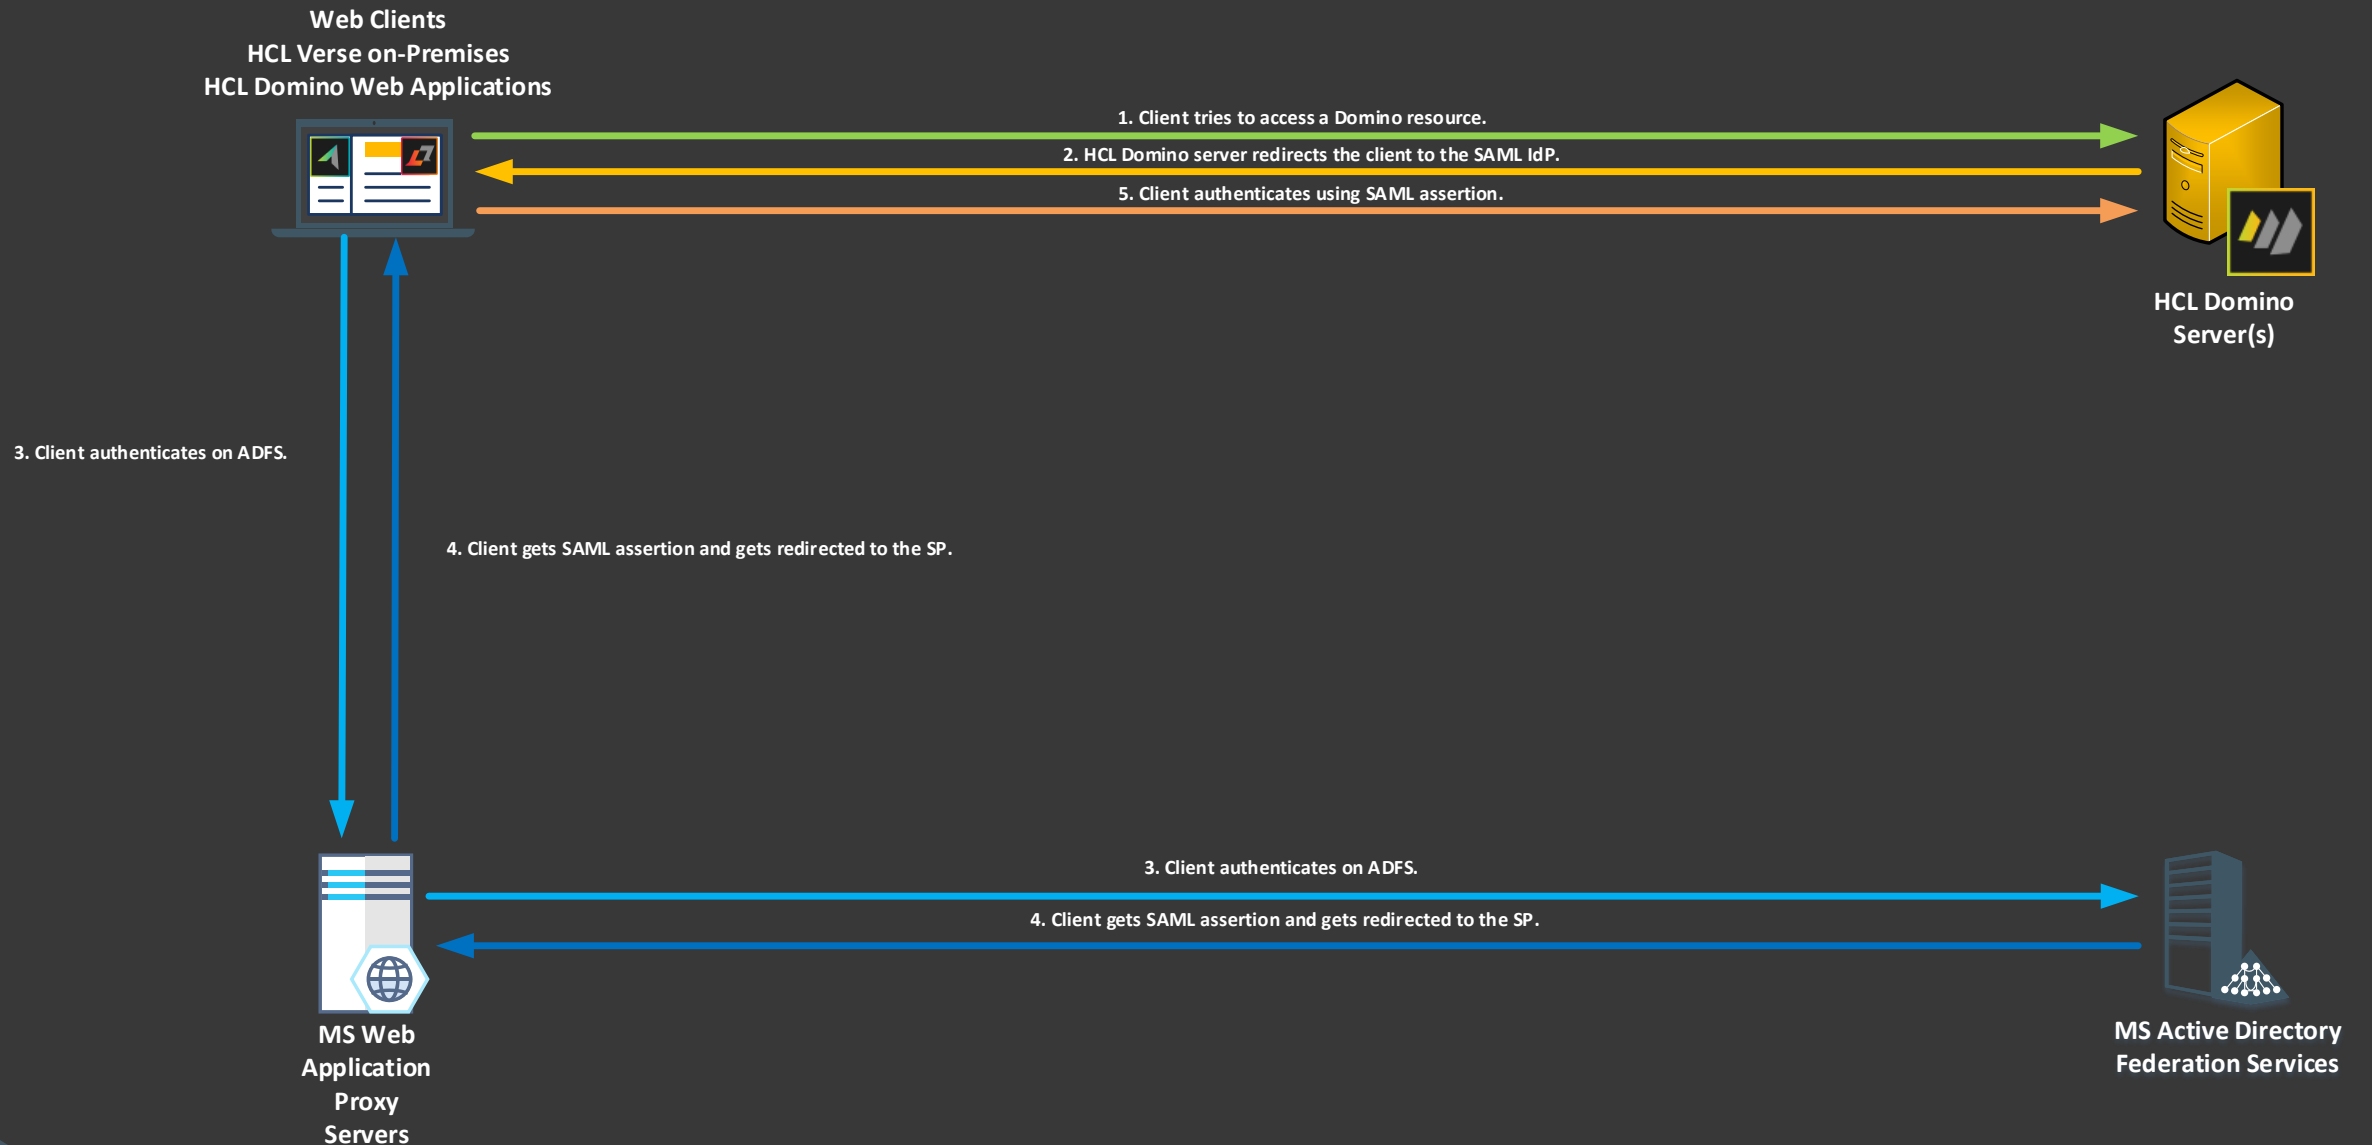 Web Clients
HCL Verse on-Premises
HCL Domino Web Applications
1. Client tries to access a Domino resource.
2. HCL Domino server redirects the client to the SAML IdP.
5. Client authenticates using SAML assertion.
HCL Domino
Server(s)
3. Client authenticates on ADFS.
4. Client gets SAML assertion and gets redirected to the SP.
3. Client authenticates on ADFS.
4. Client gets SAML assertion and gets redirected to the SP.
MS Web
Application
Proxy
Servers
MS Active Directory
Federation Services